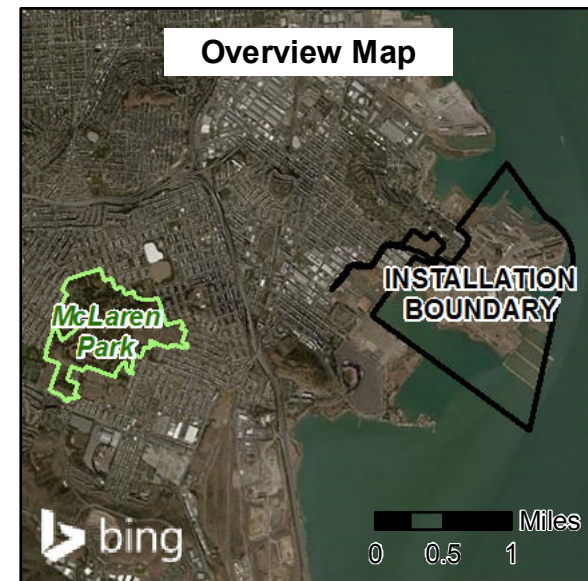 Overview Map
INSTALLATION
BOUNDARY
McLaren
Park
bing
Miles
0 0.5 1